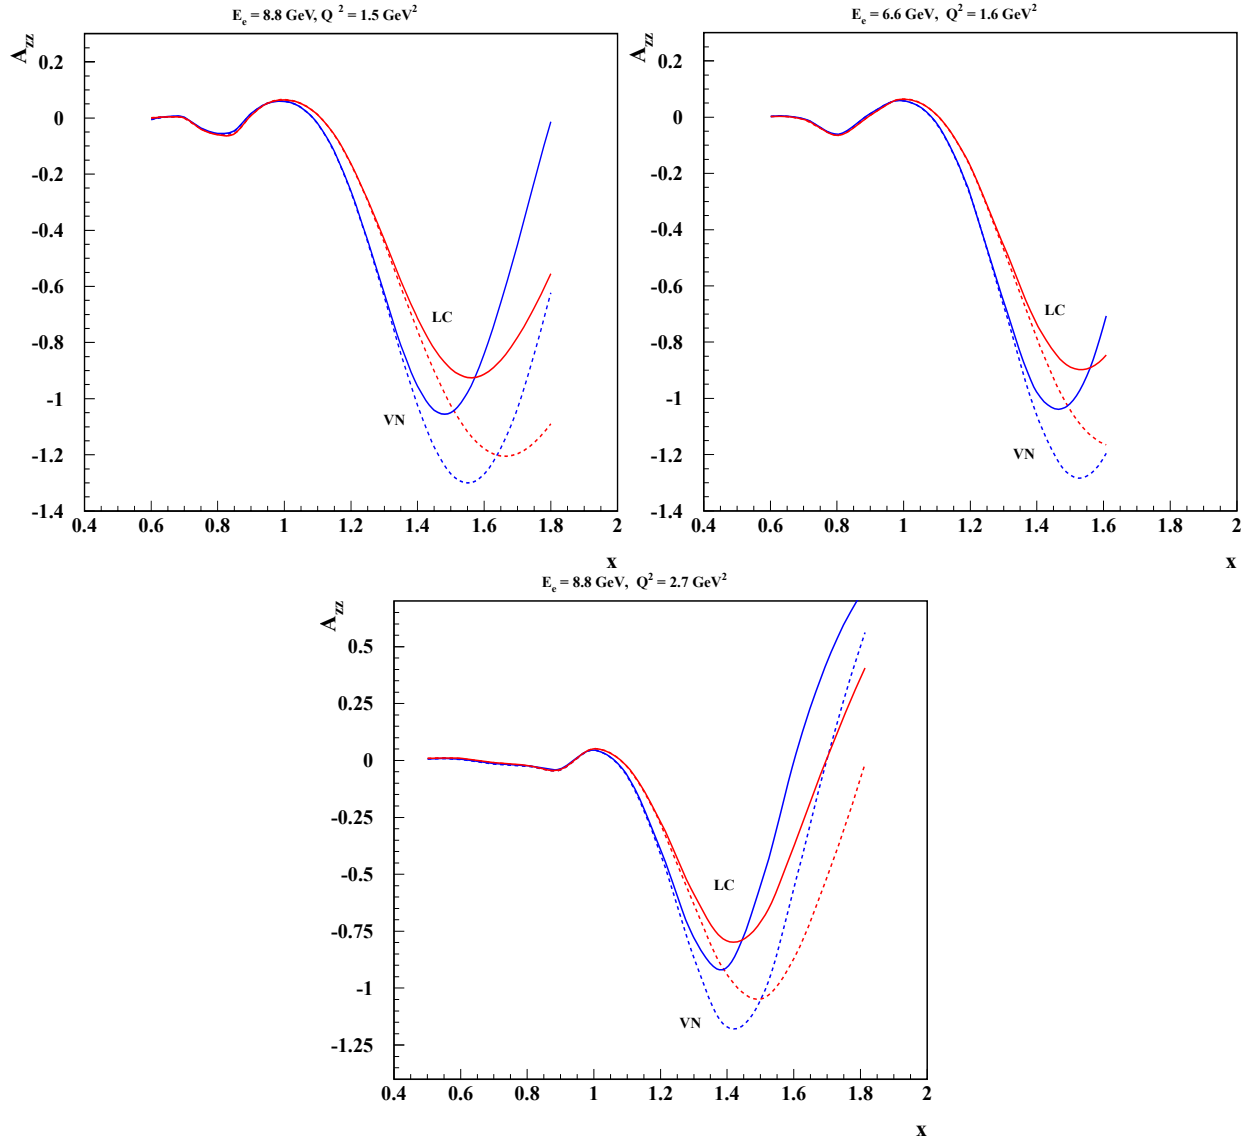 E_e = 8.8 GeV, Q^2 = 1.5 GeV^2
A_zz
0.2
0
-0.2
-0.4
-0.6
-0.8
-1
-1.2
-1.4
LC
VN
0.4 0.6 0.8 1 1.2 1.4 1.6 1.8 2
x
E_e = 6.6 GeV, Q^2 = 1.6 GeV^2
A_zz
0.2
0
-0.2
-0.4
-0.6
-0.8
-1
-1.2
-1.4
LC
VN
0.4 0.6 0.8 1 1.2 1.4 1.6 1.8 2
x
E_e = 8.8 GeV, Q^2 = 2.7 GeV^2
A_zz
0.5
0.25
0
-0.25
-0.5
-0.75
-1
-1.25
LC
VN
0.4 0.6 0.8 1 1.2 1.4 1.6 1.8 2
x